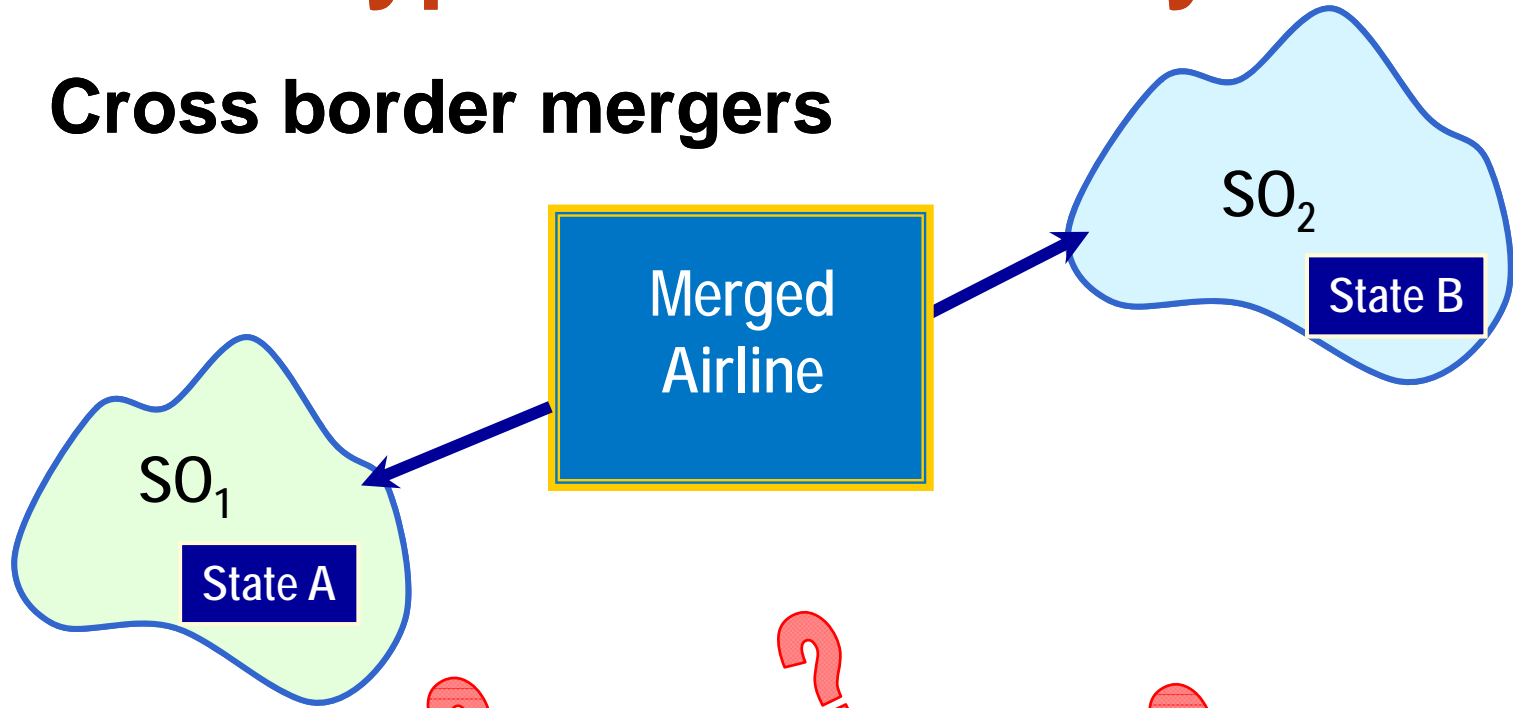 Cross border mergers
SO₂
State B
Merged
Airline
SO₁
State A
?